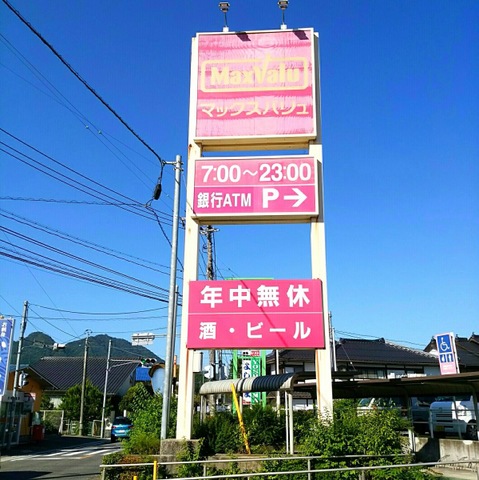 MaxValu
マックスバリュ
7:00～23:00
銀行ATM P→
年中無休
酒・ビール